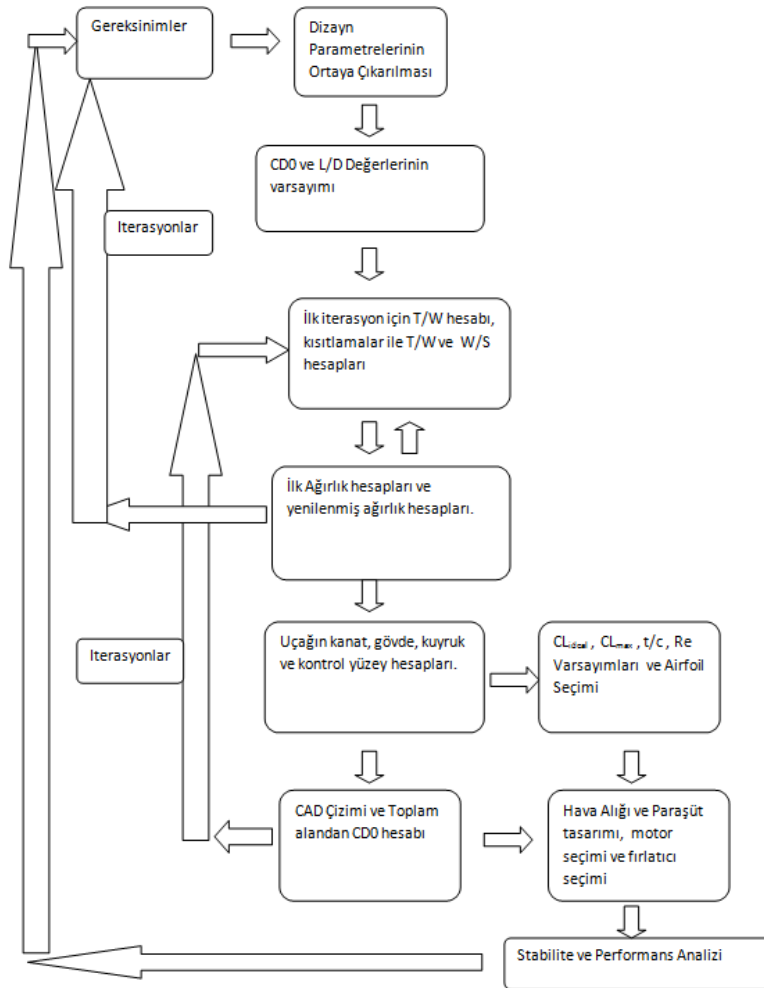 Gereksinimler
Dizayn
Parametrelerinin
Ortaya Çıkarılması
CD0 ve L/D Değerlerinin
varsayımı
Iterasyonlar
İlk iterasyon için T/W hesabı,
kısıtlamalar ile T/W ve W/S
hesapları
İlk Ağırlık hesapları ve
yenilenmiş ağırlık hesapları.
Iterasyonlar
Uçağın kanat, gövde, kuyruk
ve kontrol yüzey hesapları.
CLideal , CLmax , t/c , Re
Varsayımları ve Airfoil
Seçimi
CAD Çizimi ve Toplam
alandan CD0 hesabı
Hava Alığı ve Paraşüt
tasarımı, motor
seçimi ve fırlatıcı
seçimi
Stabilite ve Performans Analizi